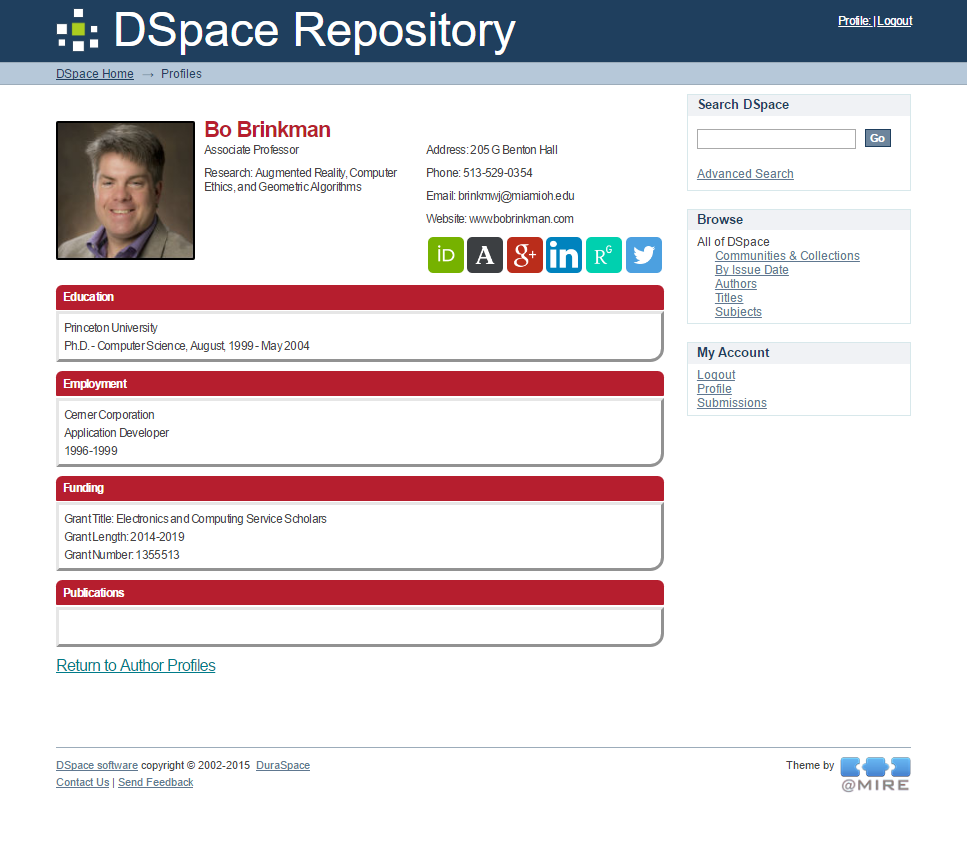 DSpace Repository
Profile: | Logout
DSpace Home → Profiles
Bo Brinkman
Associate Professor
Research: Augmented Reality, Computer
Ethics, and Geometric Algorithms
Address: 205 G Benton Hall
Phone: 513-529-0354
Email: brinkmwj@miamioh.edu
Website: www.bobrinkman.com
iD A g+ in RG
Education
Princeton University
Ph.D. - Computer Science, August, 1999 - May 2004
Employment
Cerner Corporation
Application Developer
1996-1999
Funding
Grant Title: Electronics and Computing Service Scholars
Grant Length: 2014-2019
Grant Number: 1355513
Publications
Return to Author Profiles
Search DSpace
Go
Advanced Search
Browse
All of DSpace
Communities & Collections
By Issue Date
Authors
Titles
Subjects
My Account
Logout
Profile
Submissions
DSpace software copyright © 2002-2015 DuraSpace
Contact Us | Send Feedback
Theme by
@MIRE